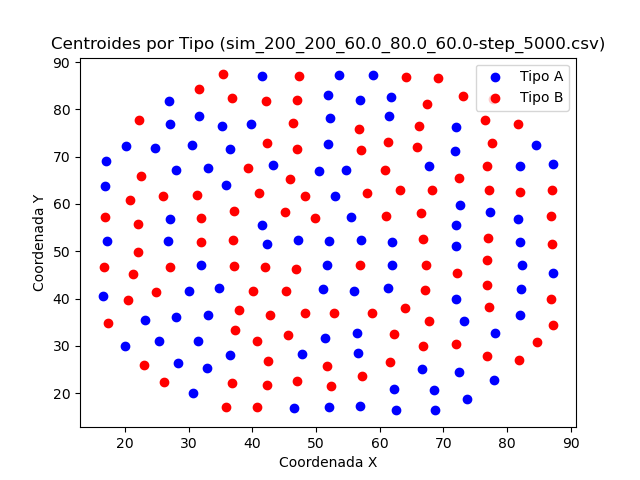 Centroides por Tipo (sim_200_200_60.0_80.0_60.0-step_5000.csv)
Tipo A
Tipo B
90
80
70
60
50
40
30
20
Coordenada Y
20 30 40 50 60 70 80 90
Coordenada X